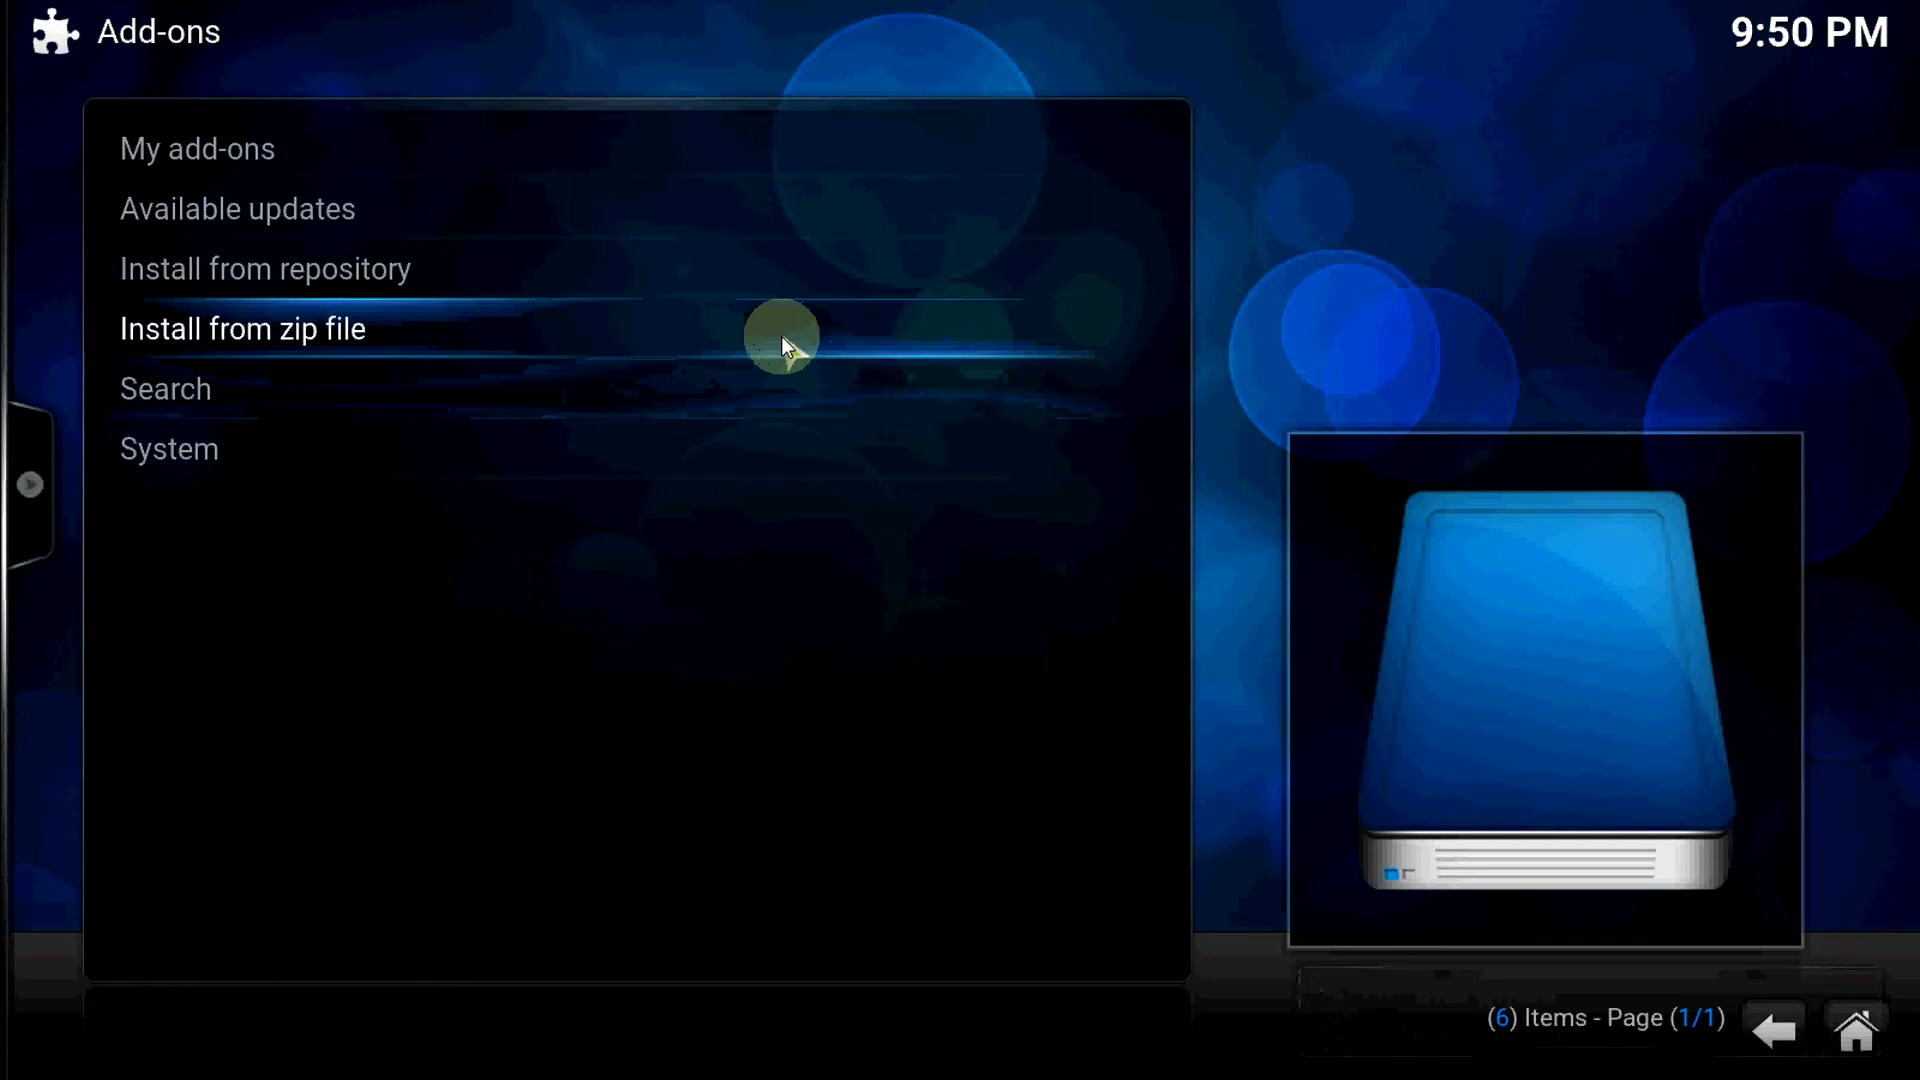 Add-ons
9:50 PM
My add-ons
Available updates
Install from repository
Install from zip file
Search
System
(6) Items - Page (1/1)